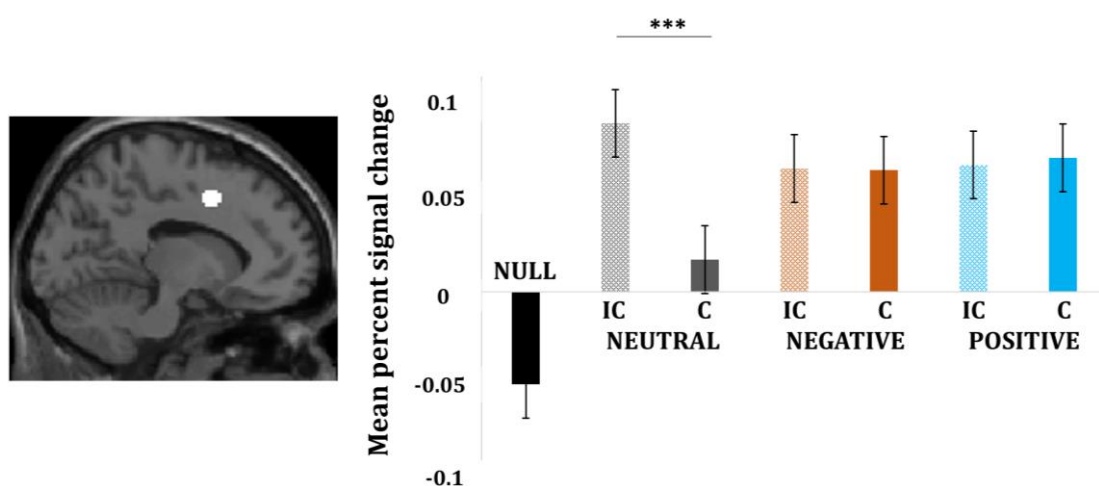 ***
Mean percent signal change
0.1
0.05
0
-0.05
-0.1
NULL
IC C IC C IC C
NEUTRAL NEGATIVE POSITIVE